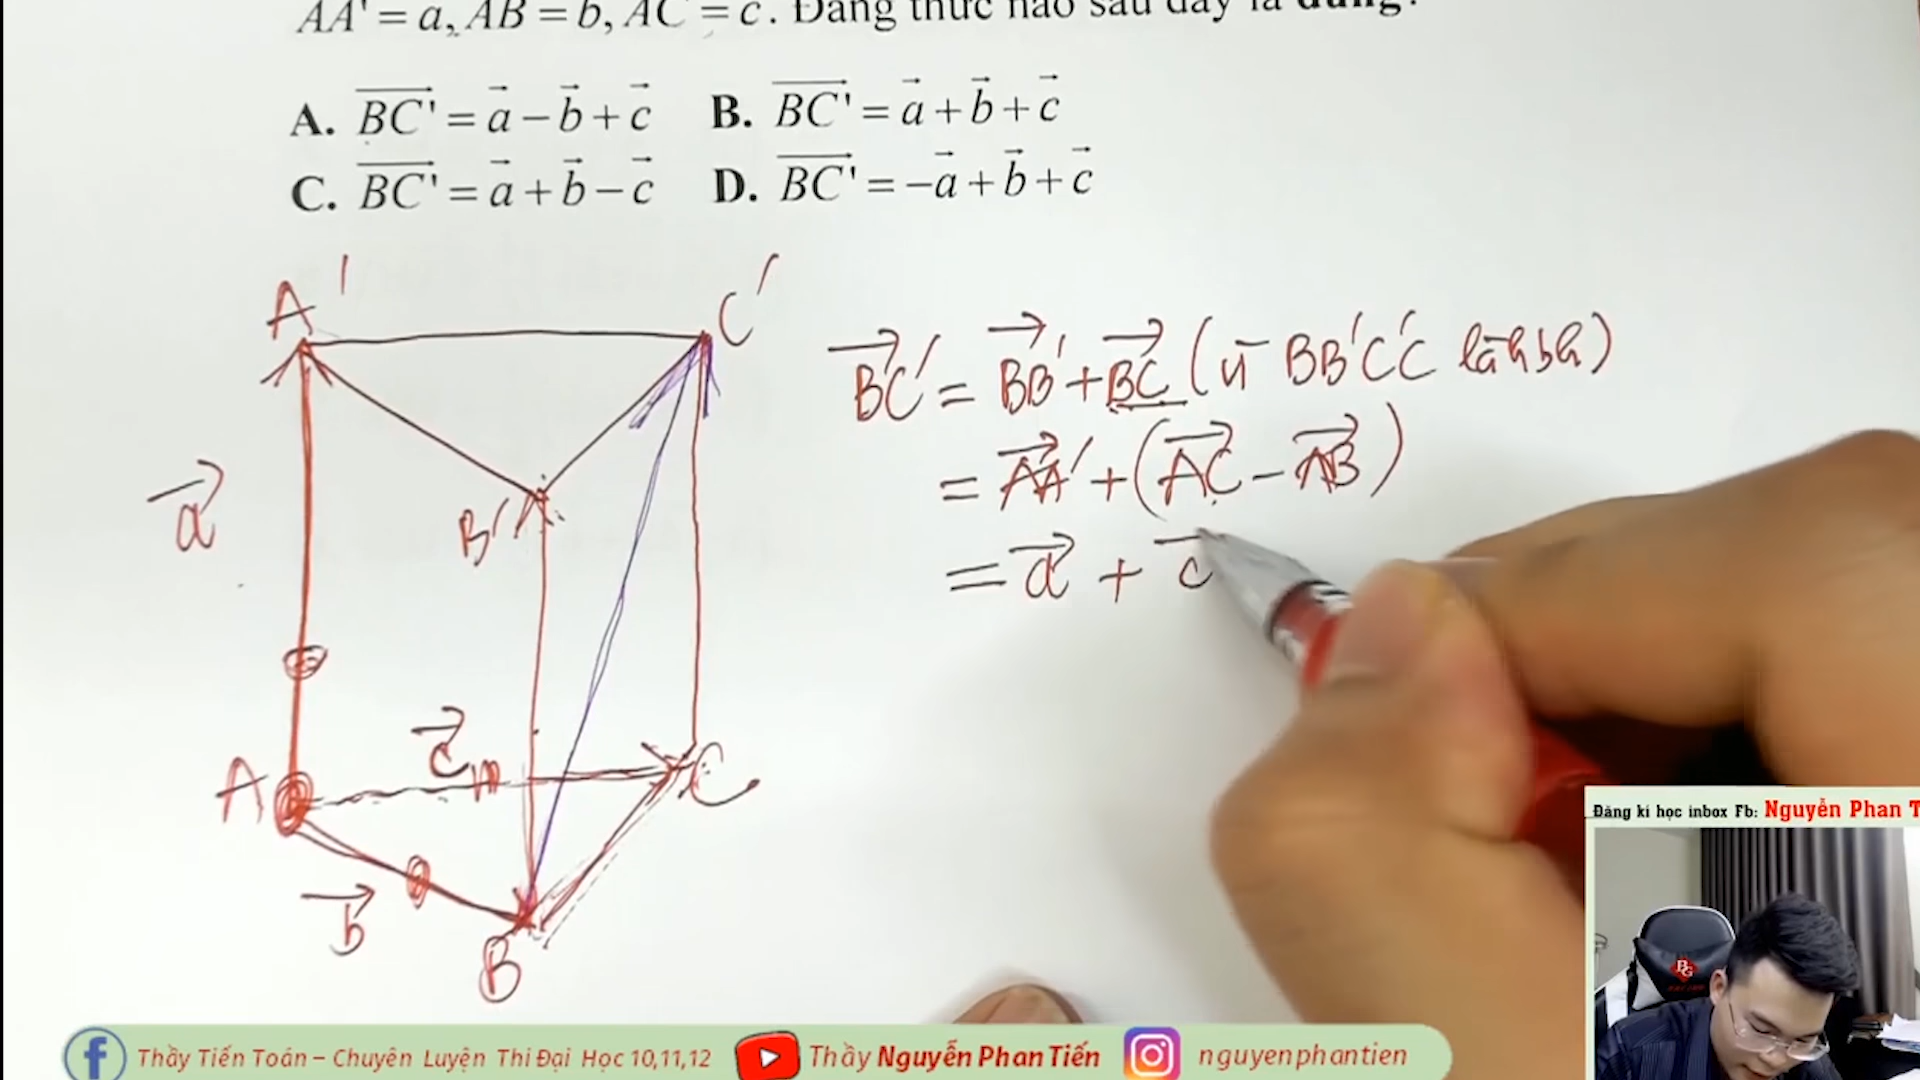 AA' = a, AB = b, AC = c. Đẳng thức nào sau đây là đúng?
A. BC' = a − b + c B. BC' = a + b + c
C. BC' = a + b − c D. BC' = −a + b + c
A' C'
BC' = BB' + BC (vì BB'C'C là hbh)
= AA' + (AC − AB)
a
B'
= a + c
c
A C
b
B
Đăng kí học inbox Fb: Nguyễn Phan T
BG
Thầy Tiến Toán – Chuyên Luyện Thi Đại Học 10,11,12 Thầy Nguyễn Phan Tiến nguyenphantien